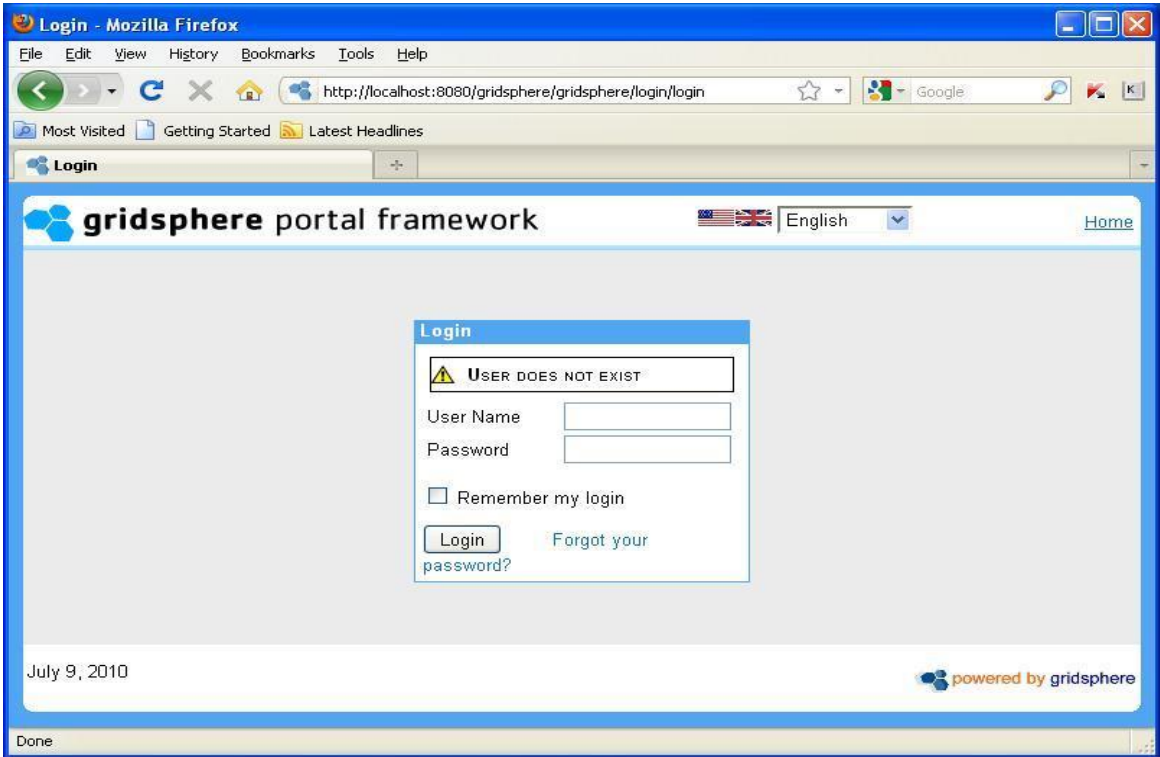 Login - Mozilla Firefox
File Edit View History Bookmarks Tools Help
http://localhost:8080/gridsphere/gridsphere/login/login Google K
Most Visited Getting Started Latest Headlines
Login
gridsphere portal framework English Home
Login
USER DOES NOT EXIST
User Name
Password
Remember my login
Login Forgot your
password?
July 9, 2010 powered by gridsphere
Done